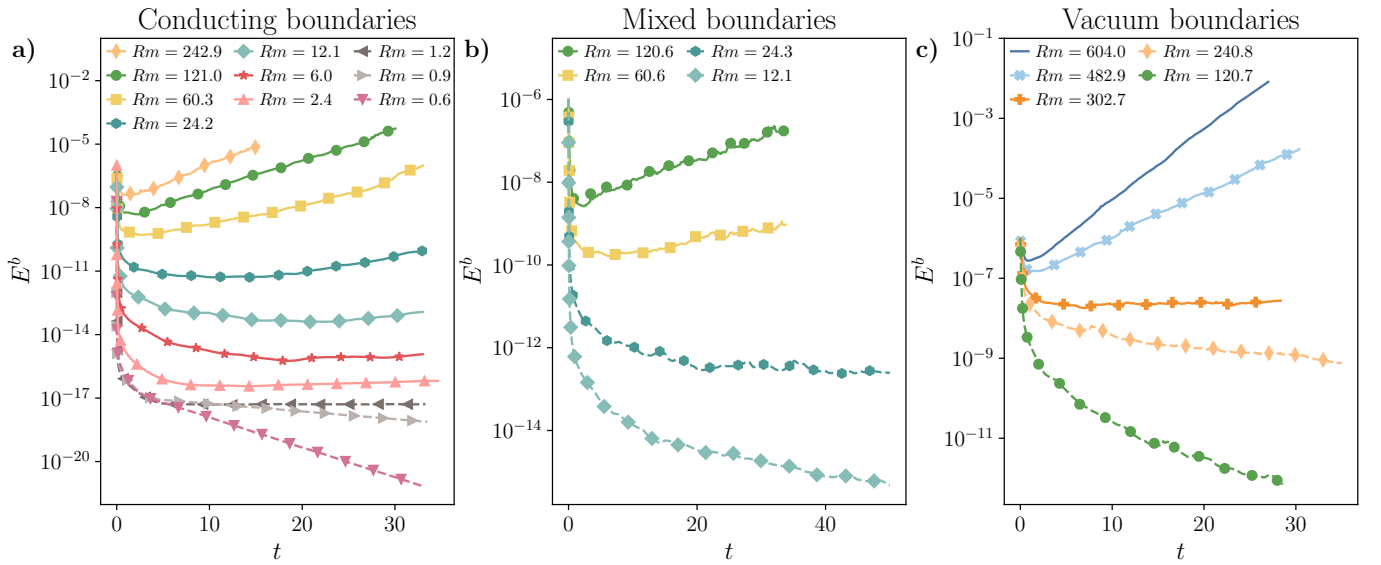 Conducting boundaries
a)
Rm = 242.9 Rm = 12.1 Rm = 1.2
Rm = 121.0 Rm = 6.0 Rm = 0.9
Rm = 60.3 Rm = 2.4 Rm = 0.6
Rm = 24.2
10⁻²
10⁻⁵
10⁻⁸
10⁻¹¹
10⁻¹⁴
10⁻¹⁷
10⁻²⁰
Eᵇ
0 10 20 30
t
Mixed boundaries
b)
Rm = 120.6 Rm = 24.3
Rm = 60.6 Rm = 12.1
10⁻⁶
10⁻⁸
10⁻¹⁰
10⁻¹²
10⁻¹⁴
Eᵇ
0 20 40
t
Vacuum boundaries
c)
Rm = 604.0 Rm = 240.8
Rm = 482.9 Rm = 120.7
Rm = 302.7
10⁻¹
10⁻³
10⁻⁵
10⁻⁷
10⁻⁹
10⁻¹¹
Eᵇ
0 10 20 30
t